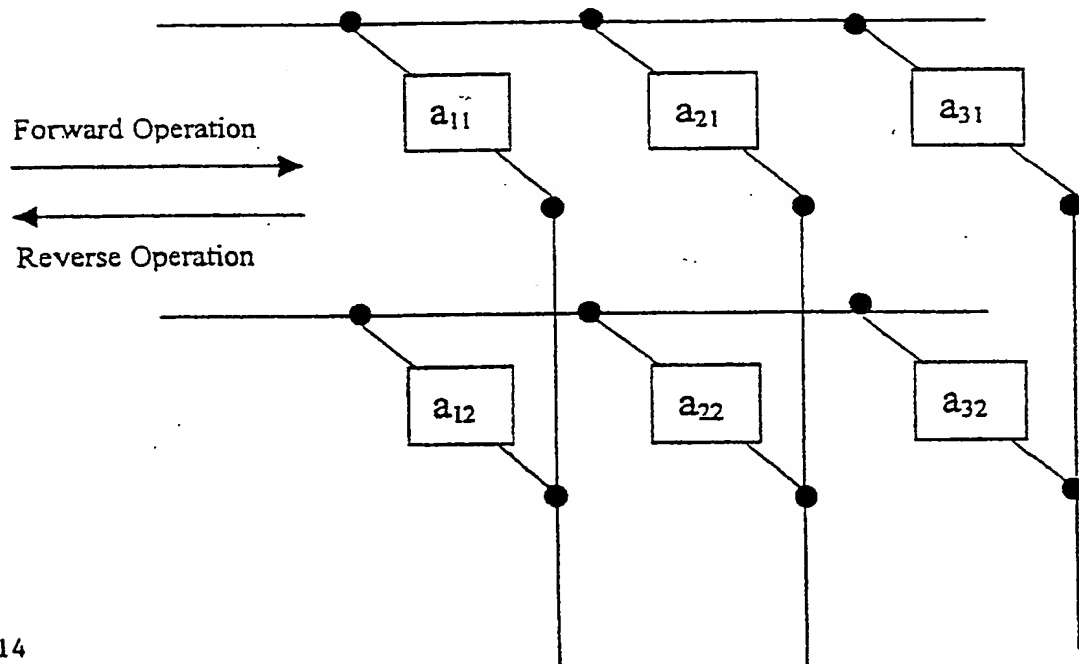 a₁₁ a₂₁ a₃₁
Forward Operation
Reverse Operation
a₁₂ a₂₂ a₃₂
14